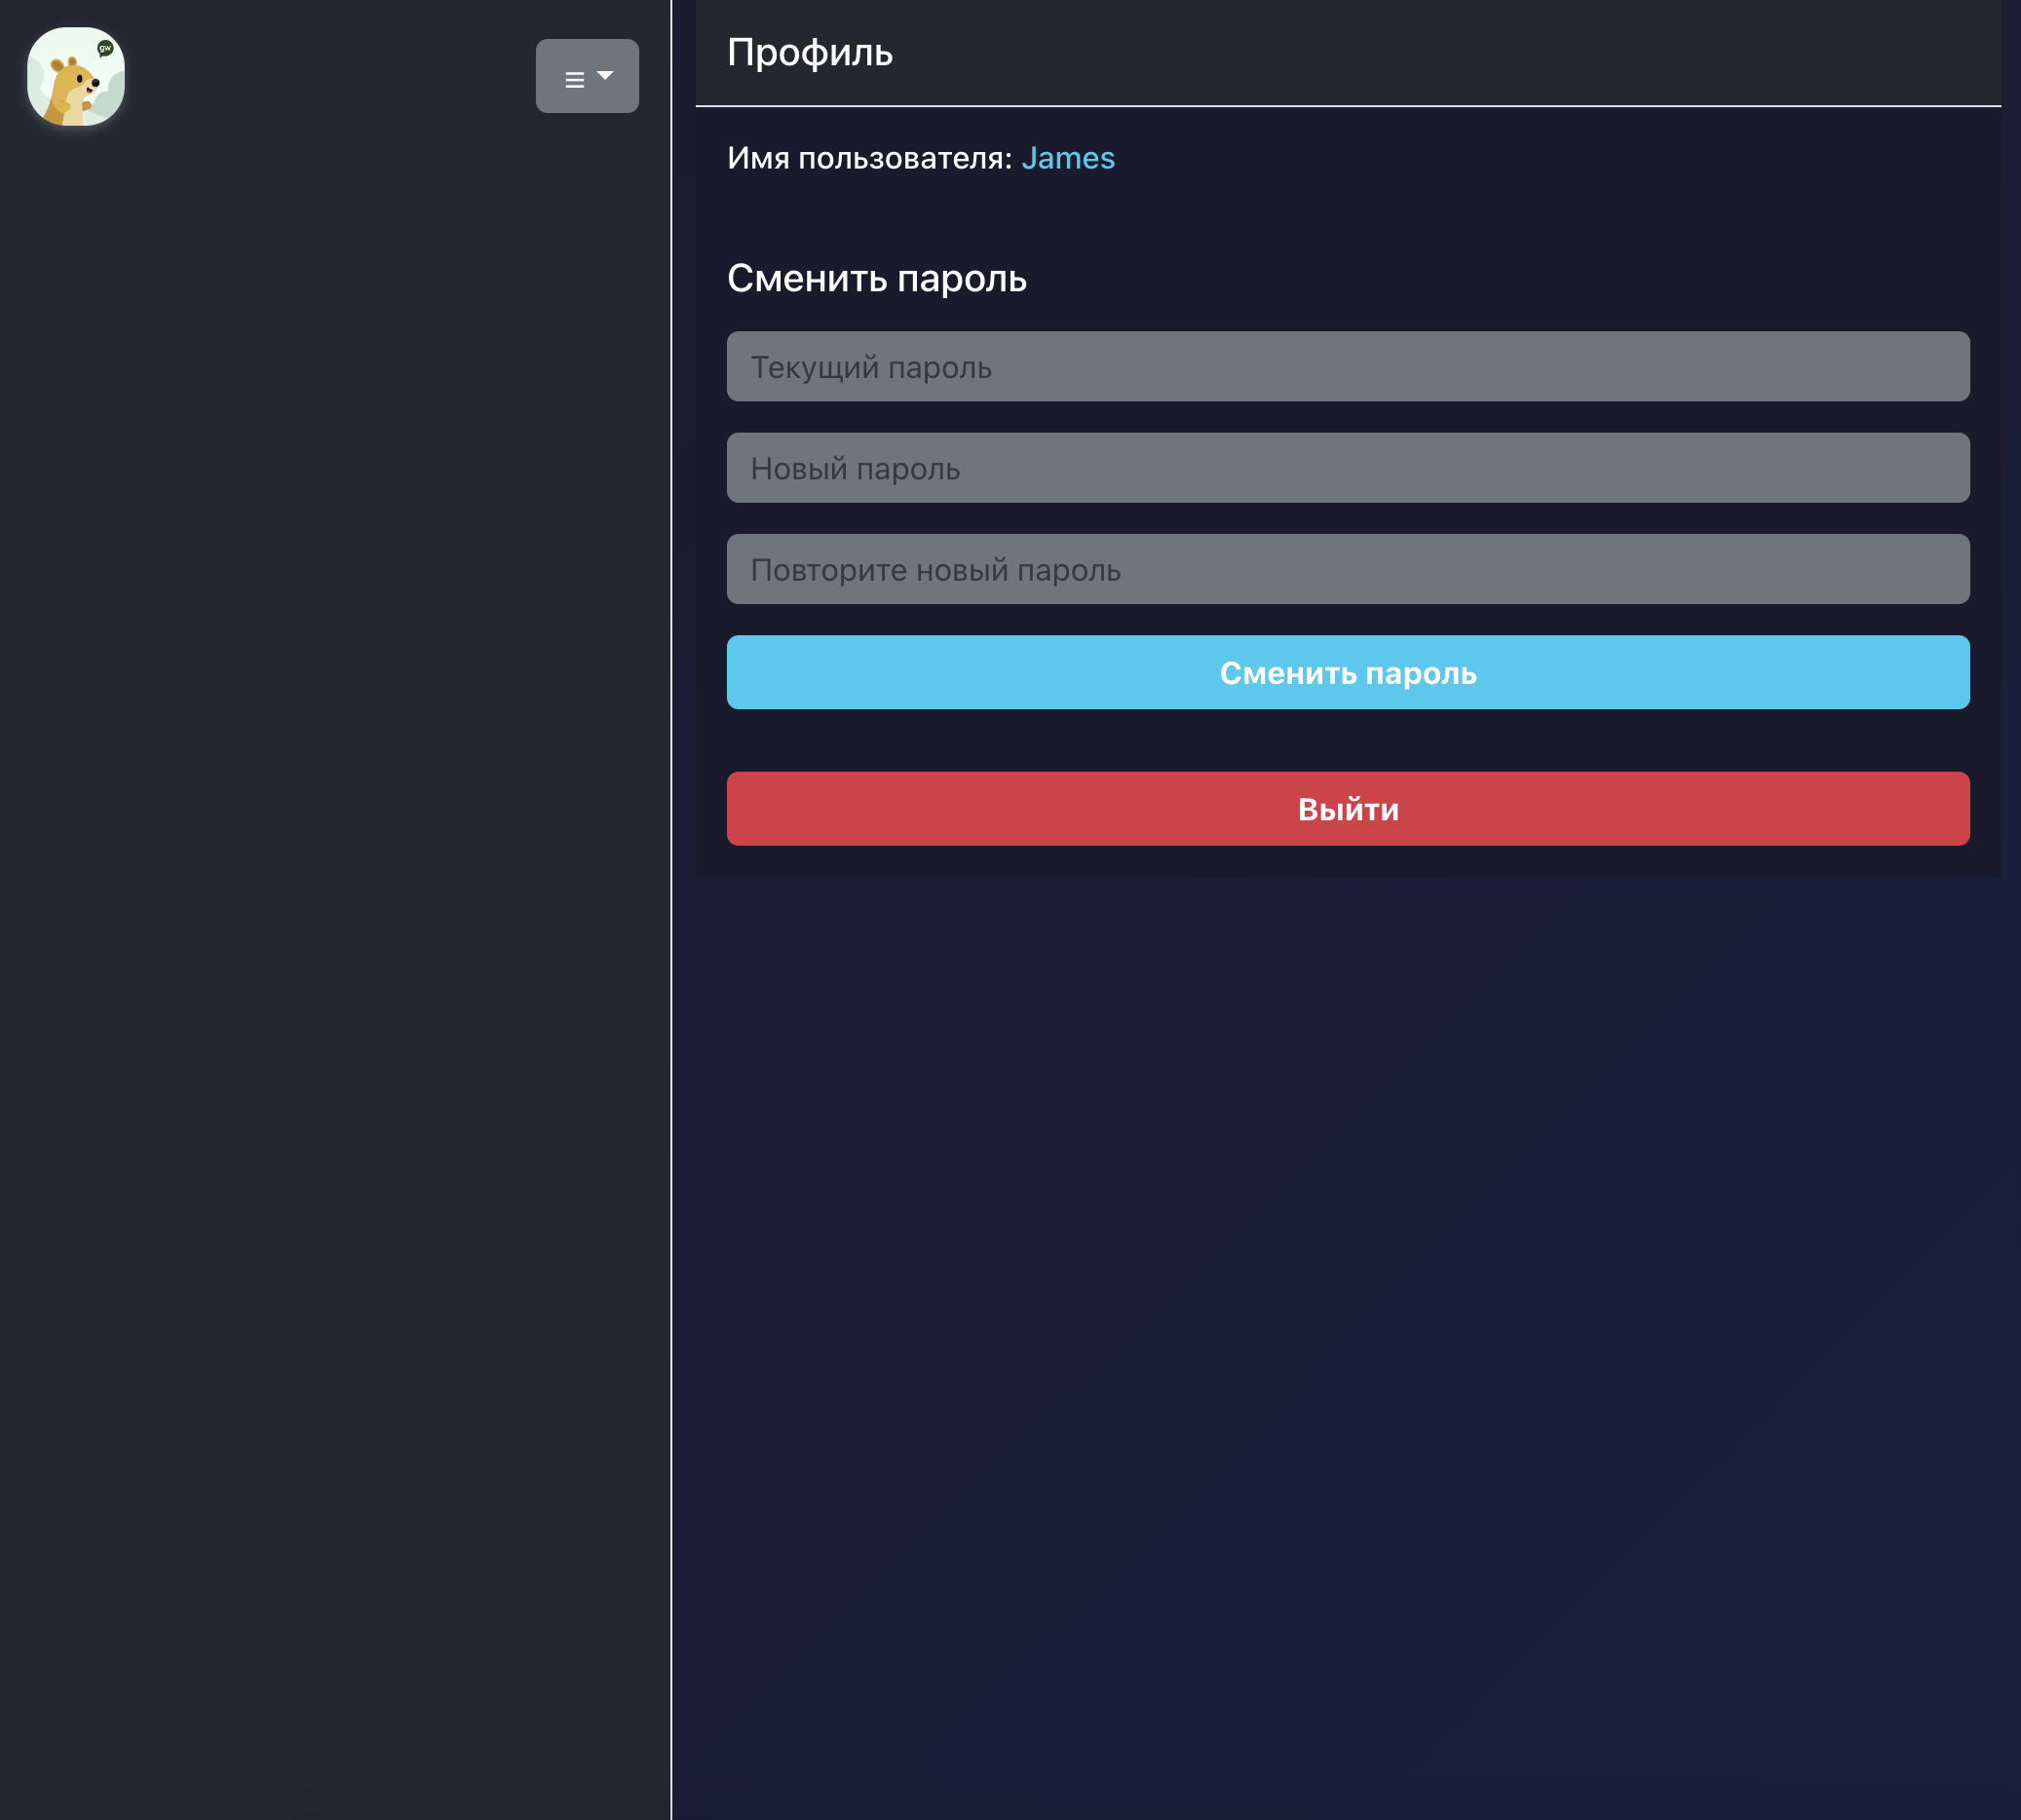 gw
Профиль
Имя пользователя: James
Сменить пароль
Текущий пароль
Новый пароль
Повторите новый пароль
Сменить пароль
Выйти